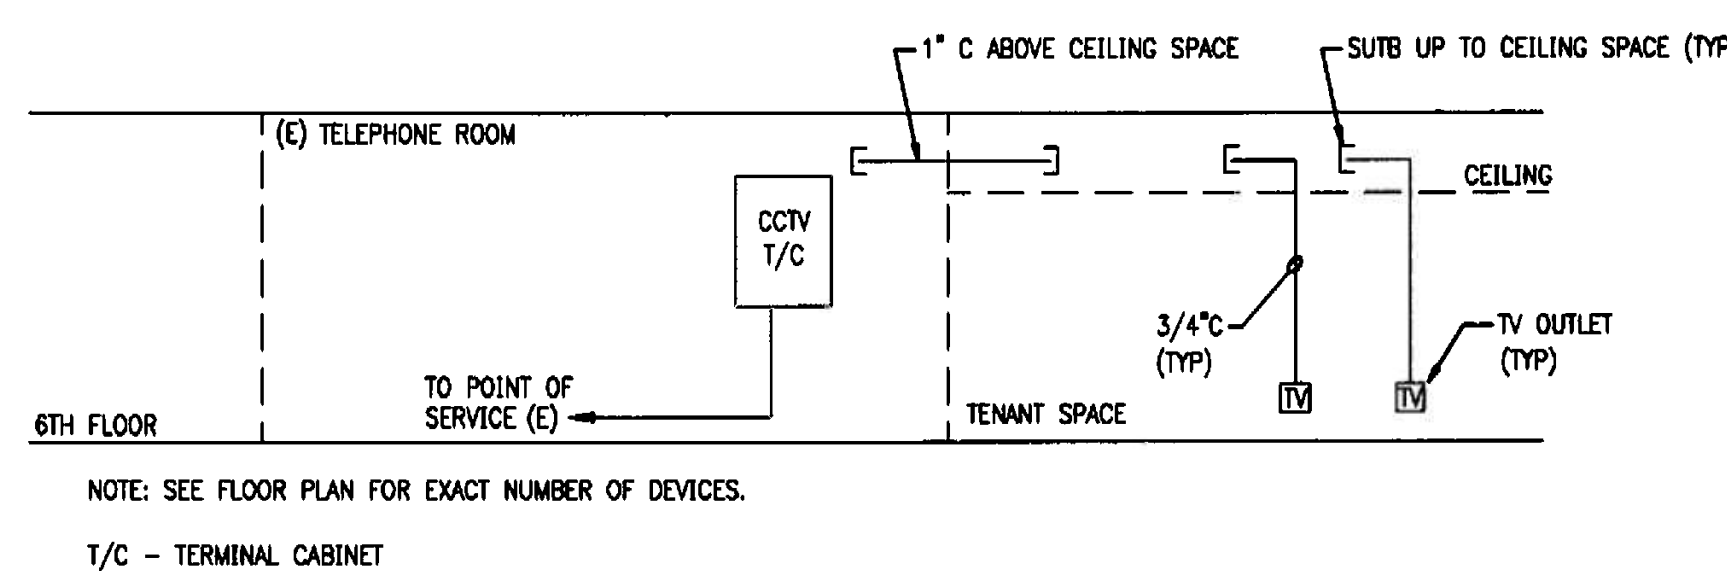 1" C ABOVE CEILING SPACE
SUTB UP TO CEILING SPACE (TYP
(E) TELEPHONE ROOM
CEILING
CCTV
T/C
3/4"C
(TYP)
TV OUTLET
(TYP)
TO POINT OF
SERVICE (E)
TV
TV
TENANT SPACE
6TH FLOOR
NOTE: SEE FLOOR PLAN FOR EXACT NUMBER OF DEVICES.
T/C - TERMINAL CABINET